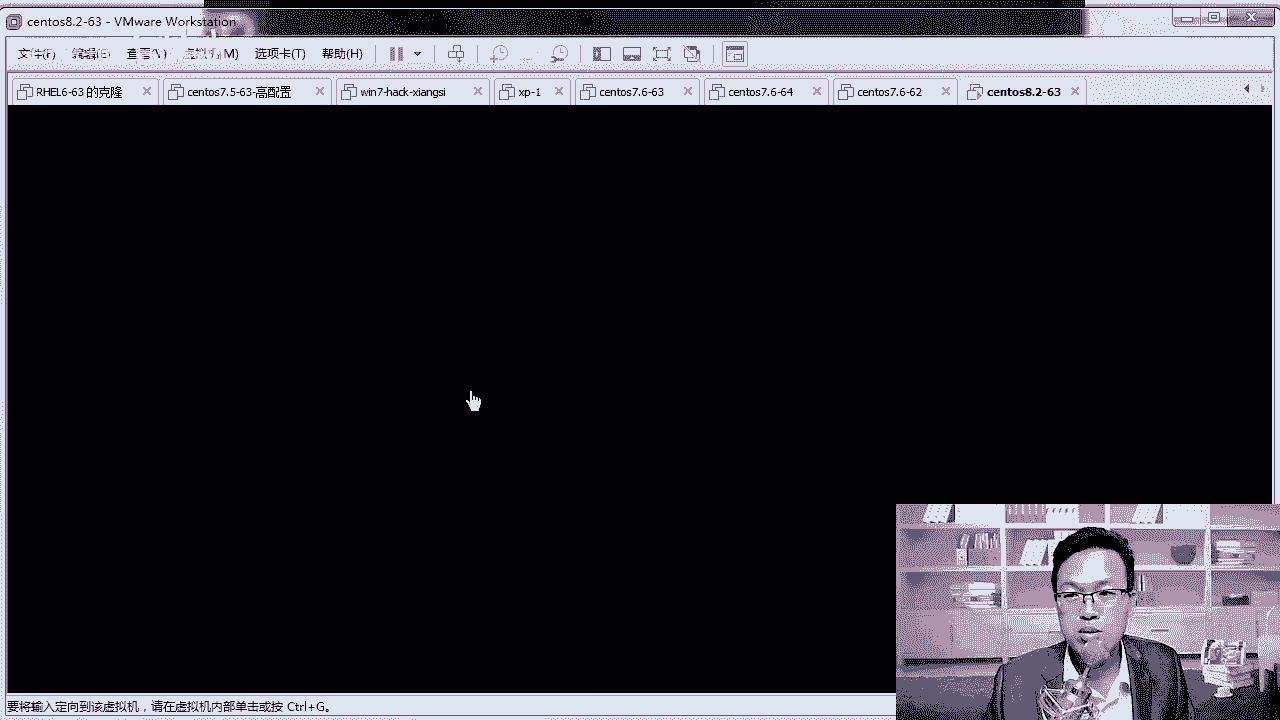 centos8.2-63 - VMware Workstation
文件(F) 编辑(E) 查看(V) 虚拟机(M) 选项卡(T) 帮助(H)
RHEL6-63 的克隆 centos7.5-63-高配置 win7-hack-xiangsi xp-1 centos7.6-63 centos7.6-64 centos7.6-62 centos8.2-63
要将输入定向到该虚拟机，请在虚拟机内部单击或按 Ctrl+G。